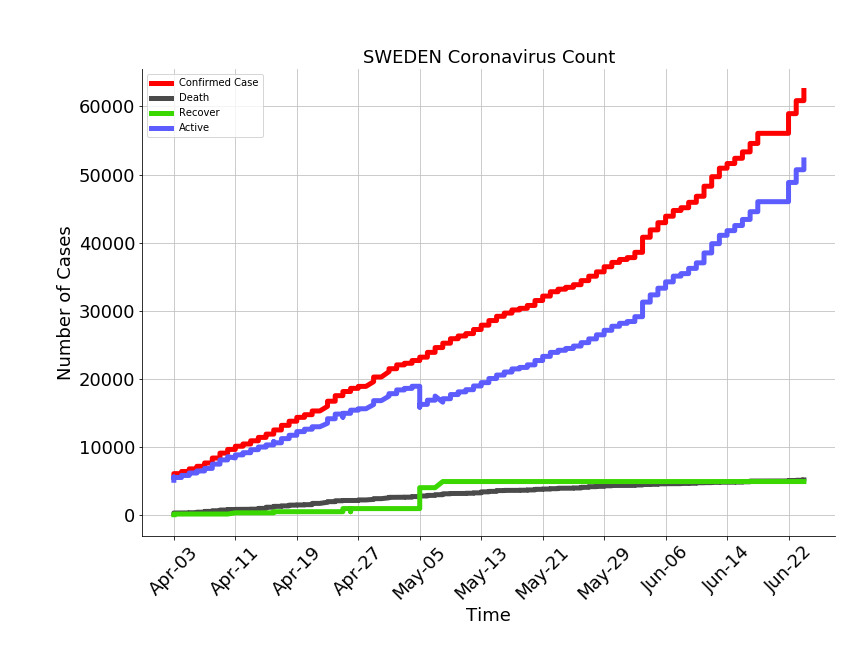 SWEDEN Coronavirus Count
Confirmed Case
Death
Recover
Active
60000
50000
40000
30000
20000
10000
0
Number of Cases
Apr-03
Apr-11
Apr-19
Apr-27
May-05
May-13
May-21
May-29
Jun-06
Jun-14
Jun-22
Time